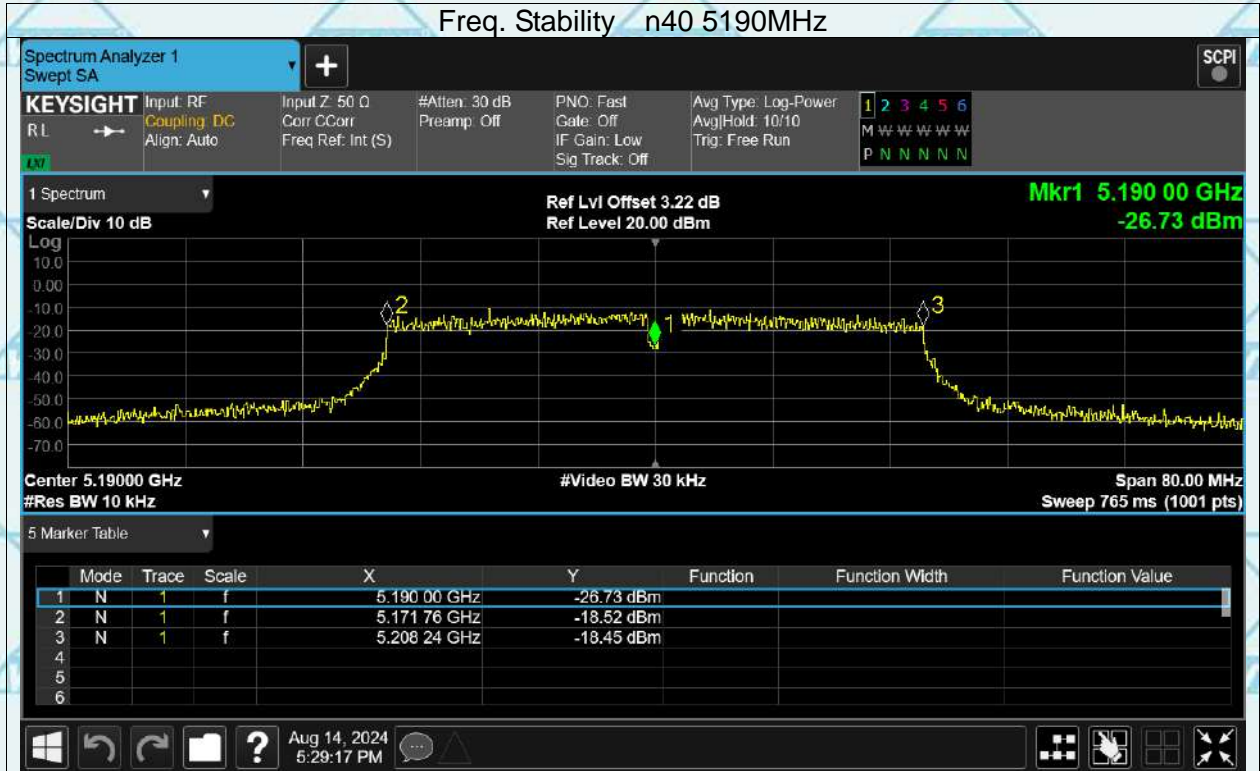 Freq. Stability n40 5190MHz
Spectrum Analyzer 1
Swept SA
SCPI
KEYSIGHT Input: RF Input Z: 50 Ω #Atten: 30 dB PNO: Fast Avg Type: Log-Power 1 2 3 4 5 6
RL Coupling: DC Corr CCorr Preamp: Off Gate: Off Avg|Hold: 10/10 M W W W W W
Align: Auto Freq Ref: Int (S) IF Gain: Low Trig: Free Run P N N N N N
LXI Sig Track: Off
1 Spectrum
Ref Lvl Offset 3.22 dB Mkr1 5.190 00 GHz
Scale/Div 10 dB Ref Level 20.00 dBm -26.73 dBm
Log
10.0
0.00
-10.0
-20.0
-30.0
-40.0
-50.0
-60.0
-70.0
2
1
3
Center 5.19000 GHz #Video BW 30 kHz Span 80.00 MHz
#Res BW 10 kHz Sweep 765 ms (1001 pts)
5 Marker Table
Mode Trace Scale X Y Function Function Width Function Value
1 N 1 f 5.190 00 GHz -26.73 dBm
2 N 1 f 5.171 76 GHz -18.52 dBm
3 N 1 f 5.208 24 GHz -18.45 dBm
4
5
6
? Aug 14, 2024
5:29:17 PM